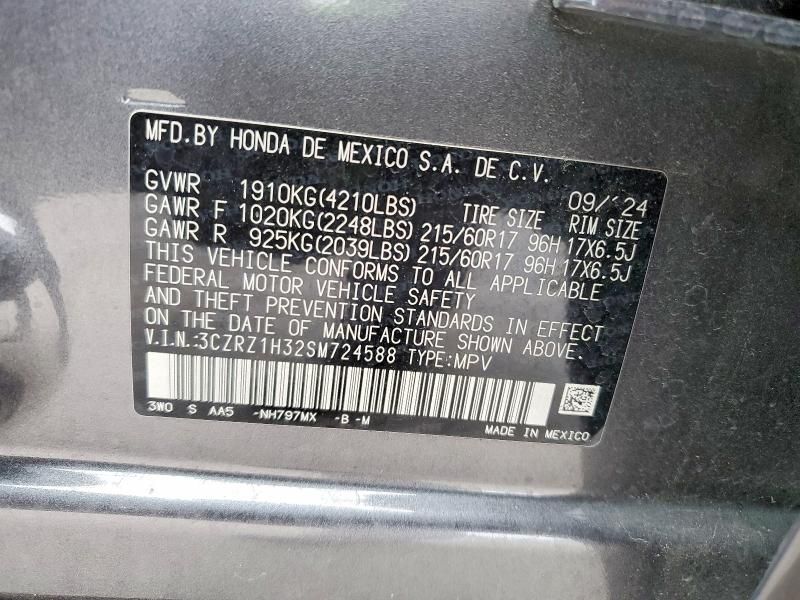 MFD.BY HONDA DE MEXICO S.A. DE C.V.
09/'24
GVWR 1910KG(4210LBS) TIRE SIZE RIM SIZE
GAWR F 1020KG(2248LBS) 215/60R17 96H 17X6.5J
GAWR R 925KG(2039LBS) 215/60R17 96H 17X6.5J
THIS VEHICLE CONFORMS TO ALL APPLICABLE
FEDERAL MOTOR VEHICLE SAFETY
AND THEFT PREVENTION STANDARDS IN EFFECT
ON THE DATE OF MANUFACTURE SHOWN ABOVE.
V.I.N.:3CZRZ1H32SM724588 TYPE:MPV
3W0 S AA5 -NH797MX -B -M
MADE IN MEXICO